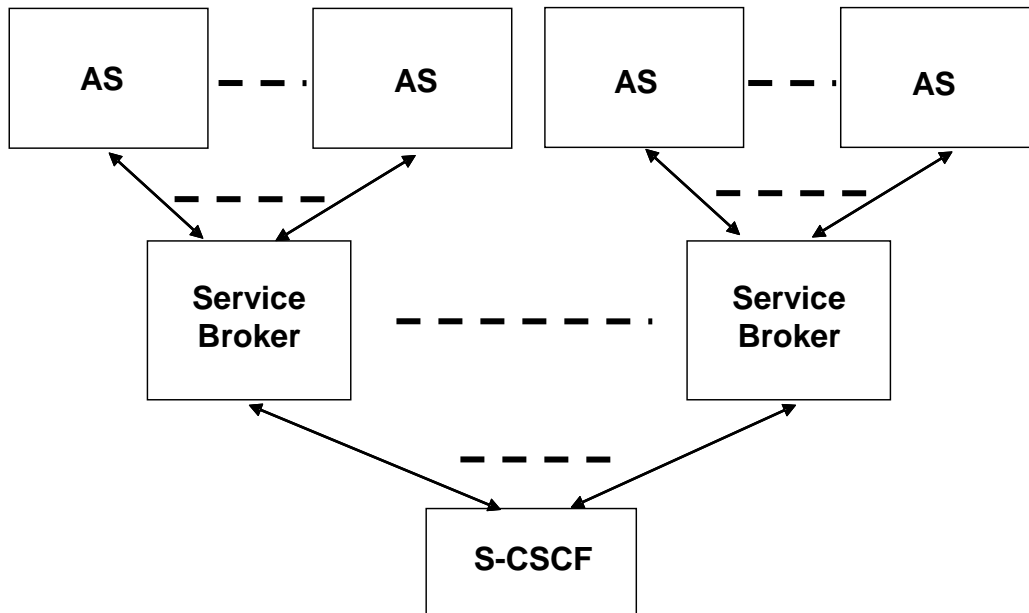 AS
AS
AS
AS
Service
Broker
Service
Broker
S-CSCF